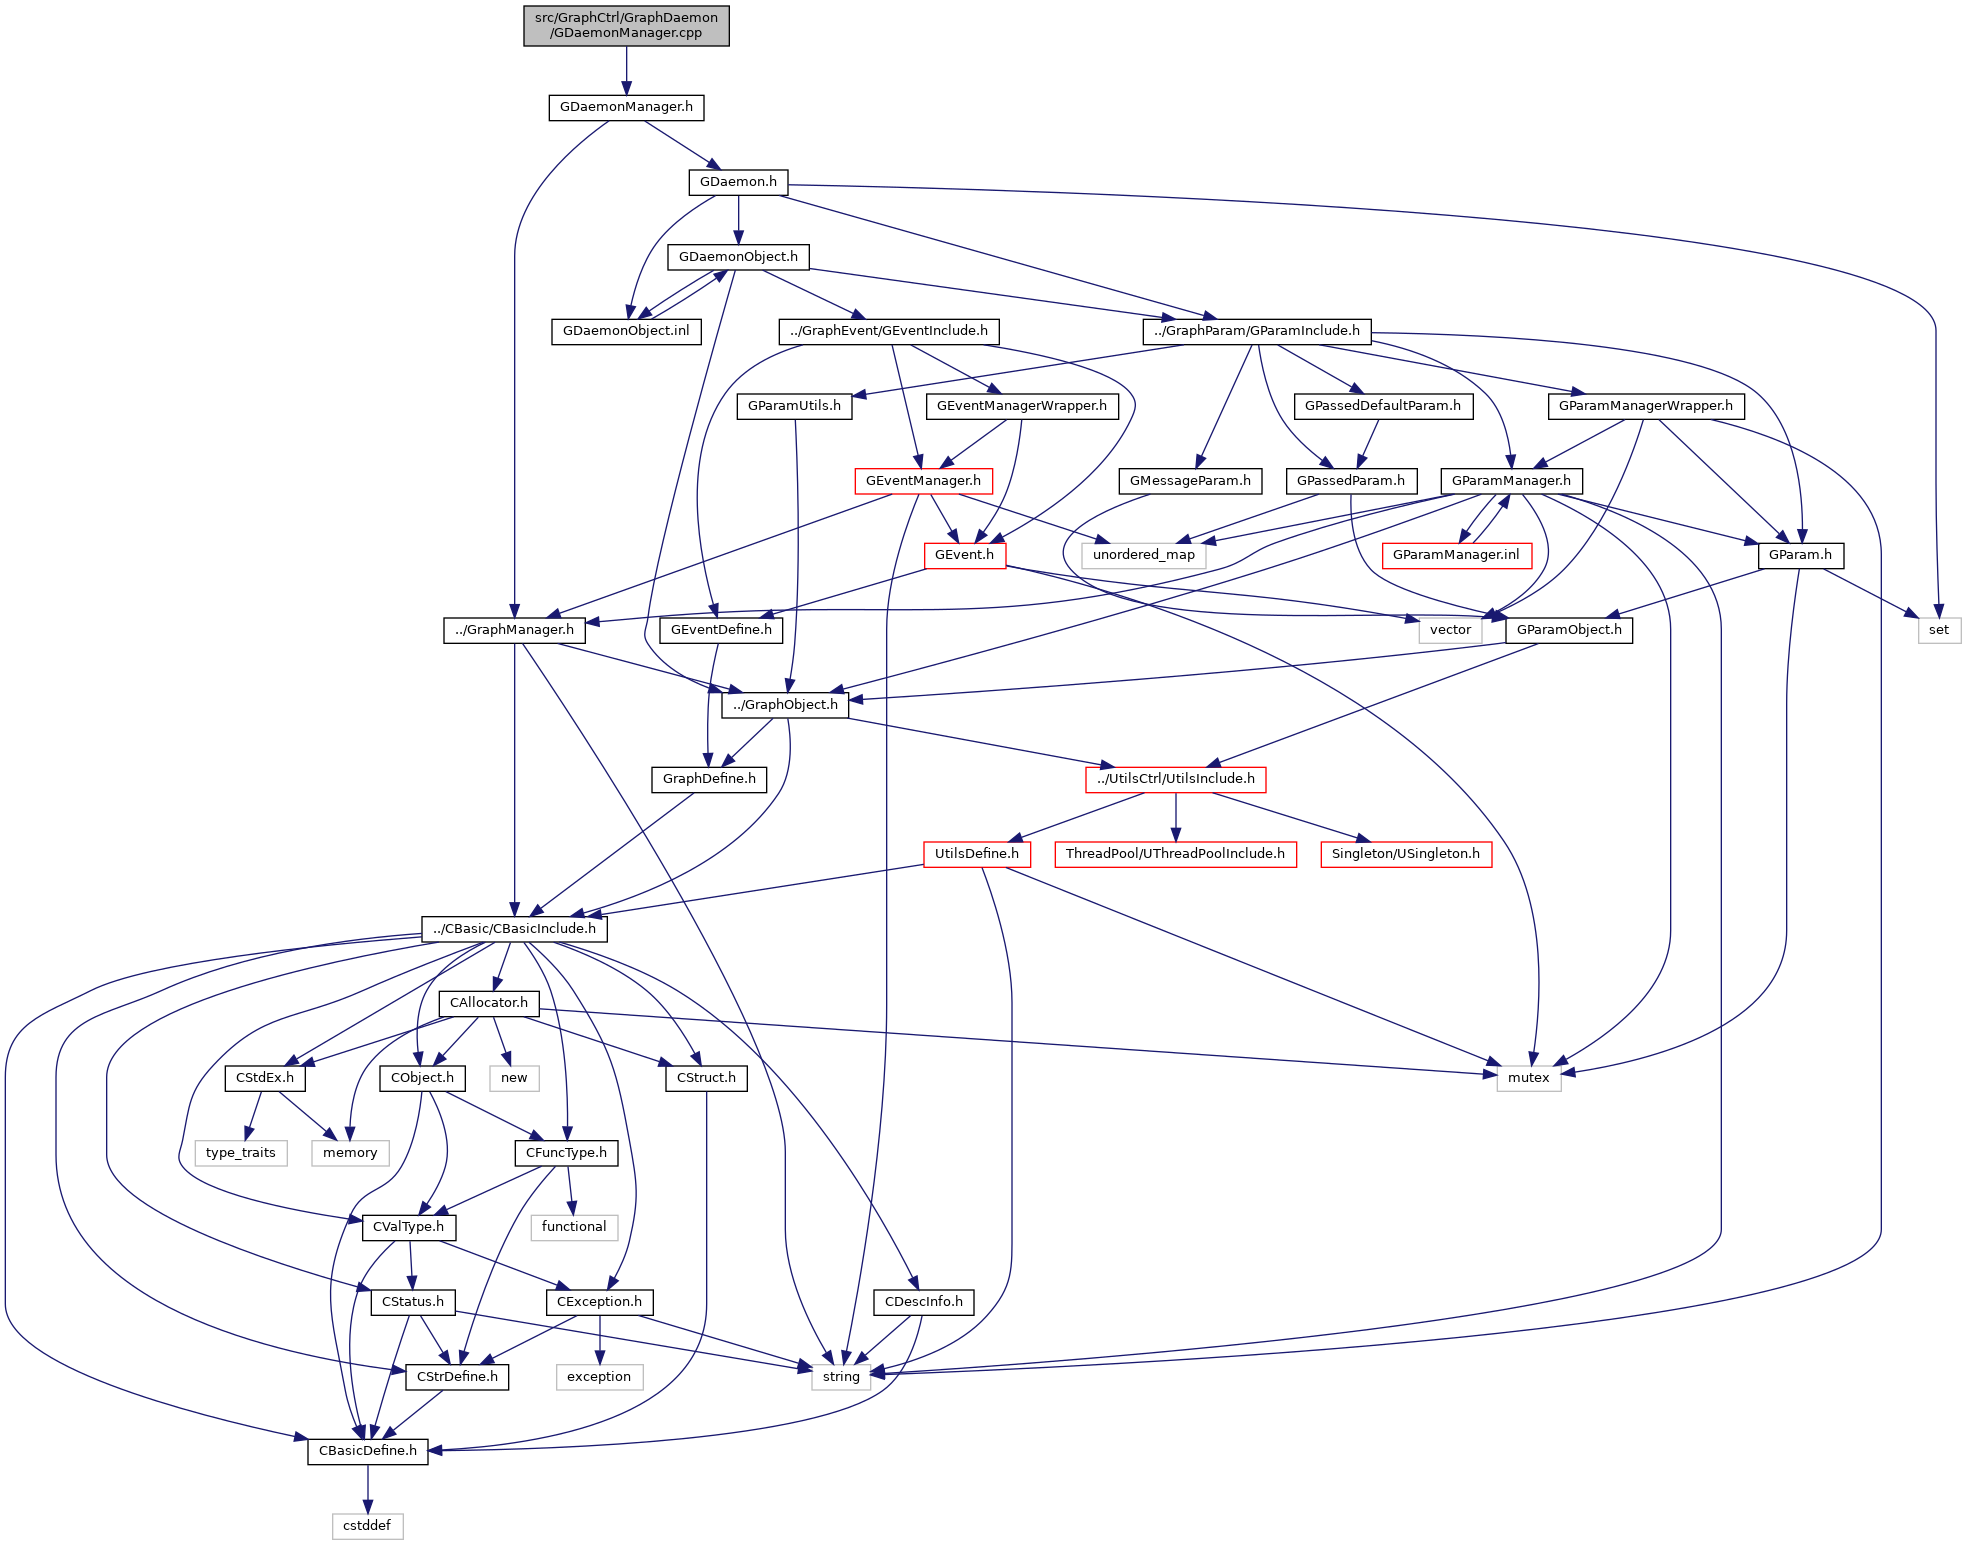 src/GraphCtrl/GraphDaemon
/GDaemonManager.cpp
GDaemonManager.h
GDaemon.h
GDaemonObject.h
GDaemonObject.inl
../GraphEvent/GEventInclude.h
../GraphParam/GParamInclude.h
GParamUtils.h
GEventManagerWrapper.h
GPassedDefaultParam.h
GParamManagerWrapper.h
GEventManager.h
GMessageParam.h
GPassedParam.h
GParamManager.h
GEvent.h
unordered_map
GParamManager.inl
GParam.h
../GraphManager.h
GEventDefine.h
vector
GParamObject.h
set
../GraphObject.h
GraphDefine.h
../UtilsCtrl/UtilsInclude.h
UtilsDefine.h
ThreadPool/UThreadPoolInclude.h
Singleton/USingleton.h
../CBasic/CBasicInclude.h
CAllocator.h
CStdEx.h
CObject.h
new
CStruct.h
mutex
type_traits
memory
CFuncType.h
CValType.h
functional
CStatus.h
CException.h
CDescInfo.h
CStrDefine.h
exception
string
CBasicDefine.h
cstddef